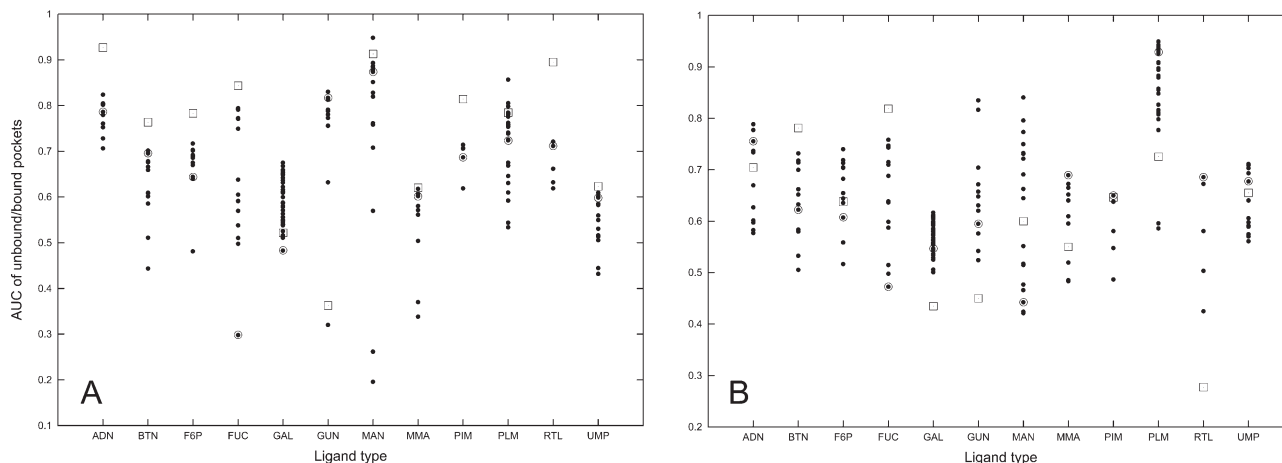 AUC of unbound/bound pockets
1
0.9
0.8
0.7
0.6
0.5
0.4
0.3
0.2
0.1
A
ADN BTN F6P FUC GAL GUN MAN MMA PIM PLM RTL UMP
Ligand type
1
0.9
0.8
0.7
0.6
0.5
0.4
0.3
0.2
B
ADN BTN F6P FUC GAL GUN MAN MMA PIM PLM RTL UMP
Ligand type